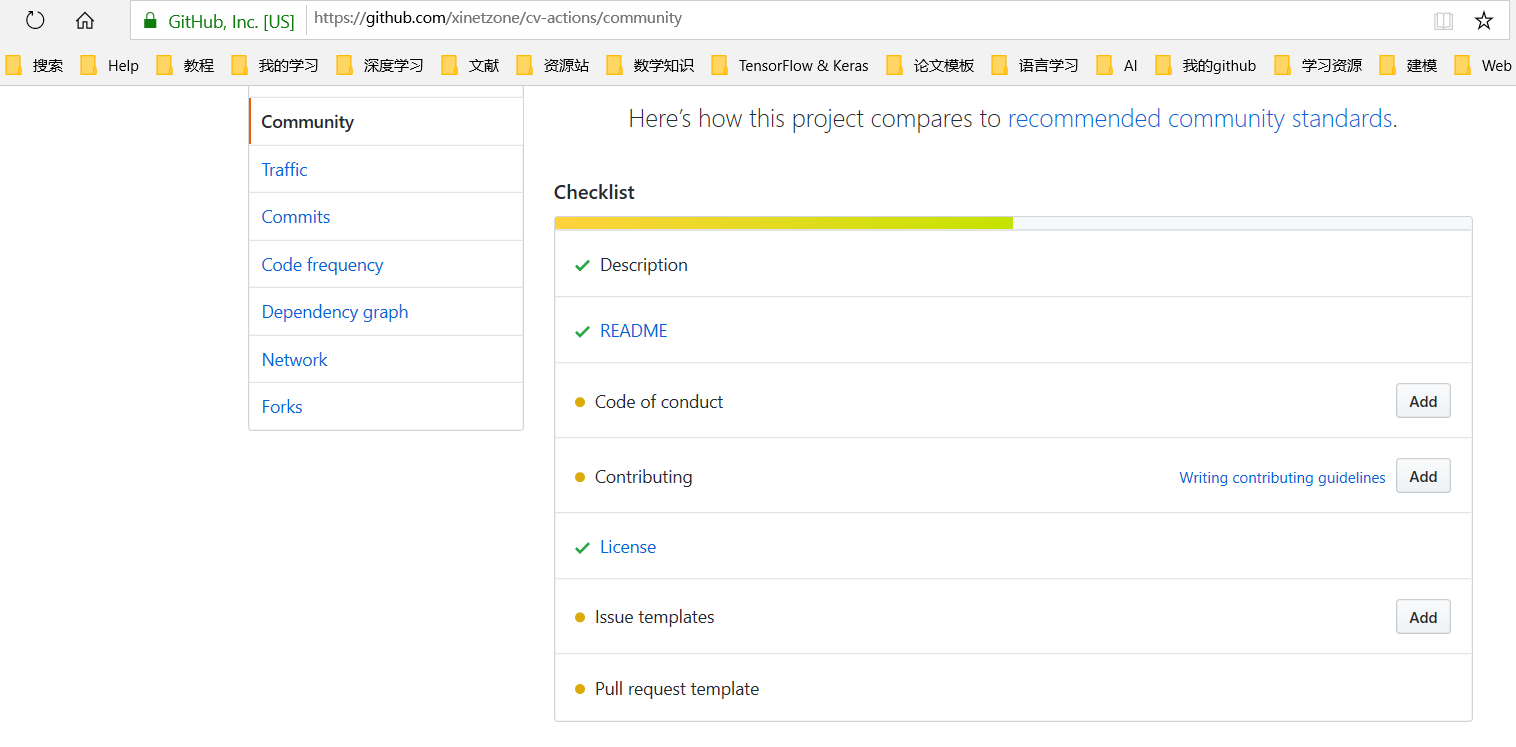 GitHub, Inc. [US] https://github.com/xinetzone/cv-actions/community
搜索 Help 教程 我的学习 深度学习 文献 资源站 数学知识 TensorFlow & Keras 论文模板 语言学习 AI 我的github 学习资源 建模 Web
Community
Traffic
Commits
Code frequency
Dependency graph
Network
Forks
Here’s how this project compares to recommended community standards.
Checklist
Description
README
Code of conduct Add
Contributing Writing contributing guidelines Add
License
Issue templates Add
Pull request template